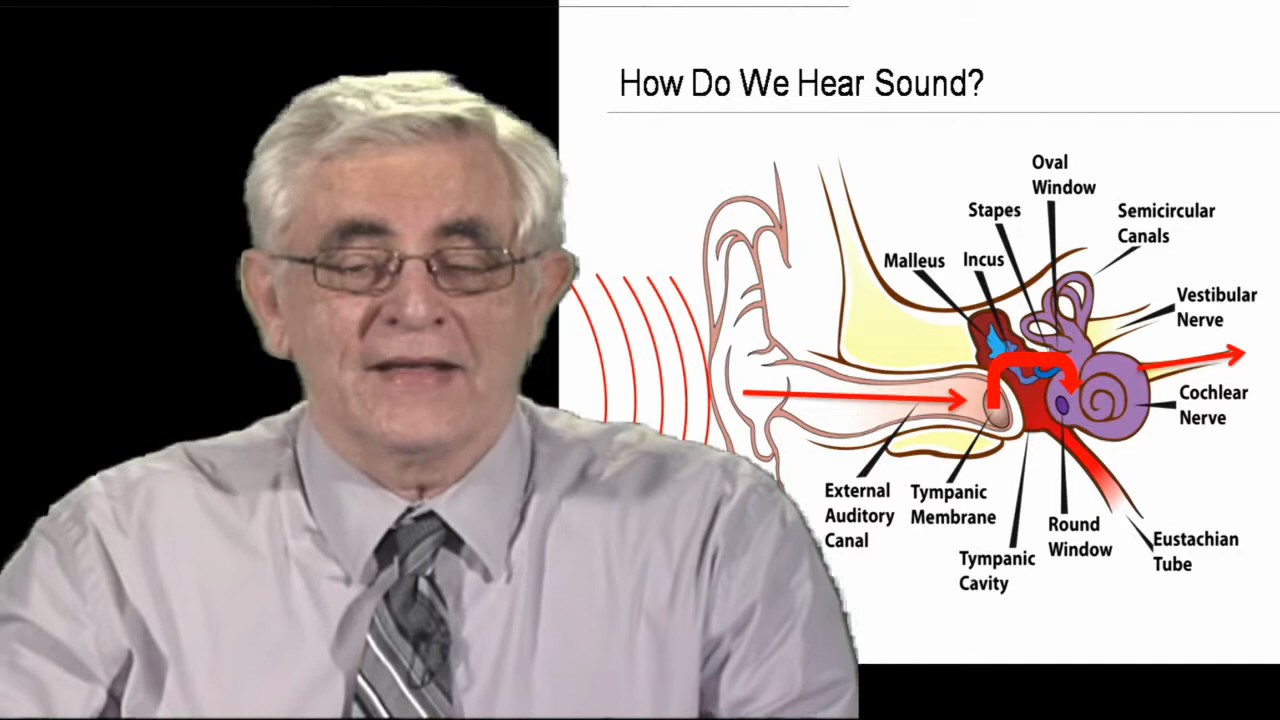 How Do We Hear Sound?
Oval
Window
Stapes
Semicircular
Canals
Malleus
Incus
Vestibular
Nerve
Cochlear
Nerve
External
Auditory
Canal
Tympanic
Membrane
Tympanic
Cavity
Round
Window
Eustachian
Tube